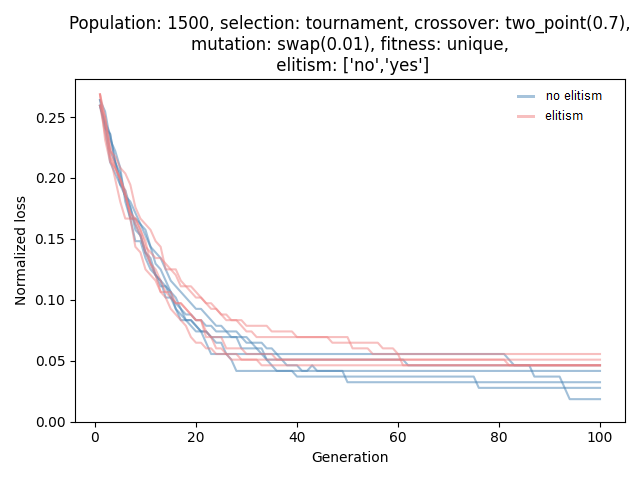 Population: 1500, selection: tournament, crossover: two_point(0.7),
mutation: swap(0.01), fitness: unique,
elitism: ['no','yes']
no elitism
elitism
Normalized loss
0.25
0.20
0.15
0.10
0.05
0.00
0 20 40 60 80 100
Generation